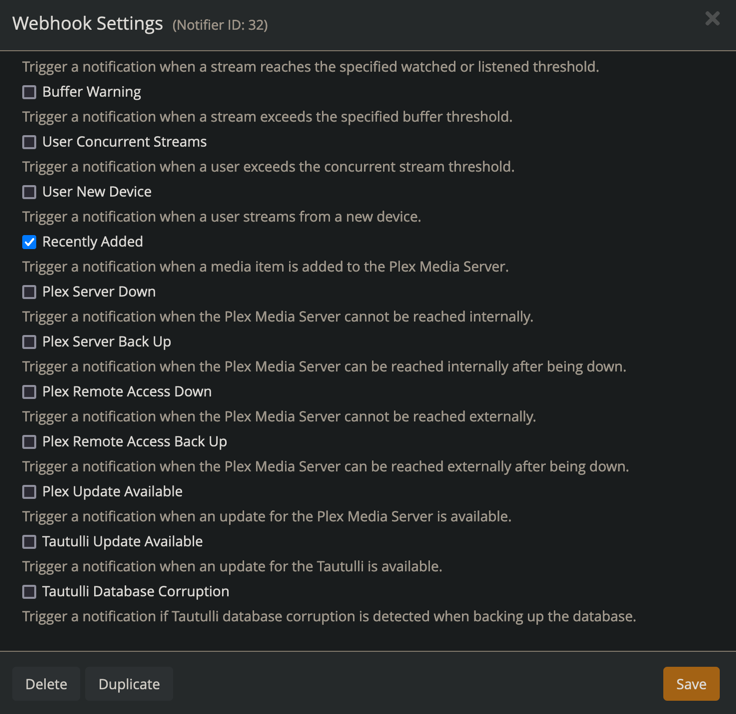 Webhook Settings (Notifier ID: 32)
Trigger a notification when a stream reaches the specified watched or listened threshold.
Buffer Warning
Trigger a notification when a stream exceeds the specified buffer threshold.
User Concurrent Streams
Trigger a notification when a user exceeds the concurrent stream threshold.
User New Device
Trigger a notification when a user streams from a new device.
Recently Added
Trigger a notification when a media item is added to the Plex Media Server.
Plex Server Down
Trigger a notification when the Plex Media Server cannot be reached internally.
Plex Server Back Up
Trigger a notification when the Plex Media Server can be reached internally after being down.
Plex Remote Access Down
Trigger a notification when the Plex Media Server cannot be reached externally.
Plex Remote Access Back Up
Trigger a notification when the Plex Media Server can be reached externally after being down.
Plex Update Available
Trigger a notification when an update for the Plex Media Server is available.
Tautulli Update Available
Trigger a notification when an update for the Tautulli is available.
Tautulli Database Corruption
Trigger a notification if Tautulli database corruption is detected when backing up the database.
Delete Duplicate Save